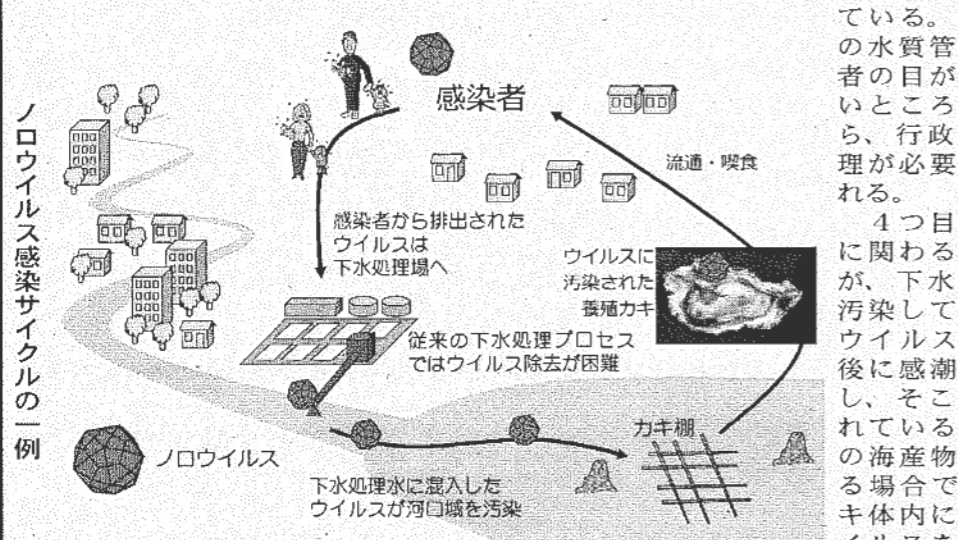 ノロウイルス感染サイクルの一例
感染者
流通・喫食
感染者から排出された
ウイルスは
下水処理場へ
ウイルスに
汚染された
養殖カキ
従来の下水処理プロセス
ではウイルス除去が困難
カキ棚
ノロウイルス
下水処理水に混入した
ウイルスが河口域を汚染
ている。
の水質管
者の目が
いところ
ら、行政
理が必要
れる。
４つ目
に関わる
が、下水
汚染して
ウイルス
後に感潮
し、そこ
れている
の海産物
る場合で
キ体内に